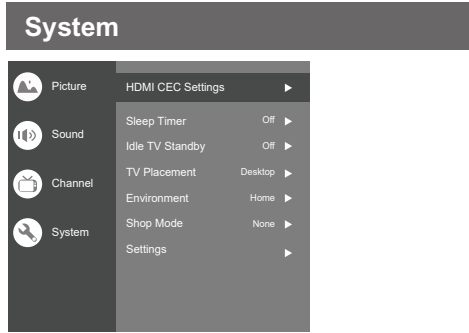 System
Picture
Sound
Channel
System
HDMI CEC Settings
Sleep Timer Off
Idle TV Standby Off
TV Placement Desktop
Environment Home
Shop Mode None
Settings